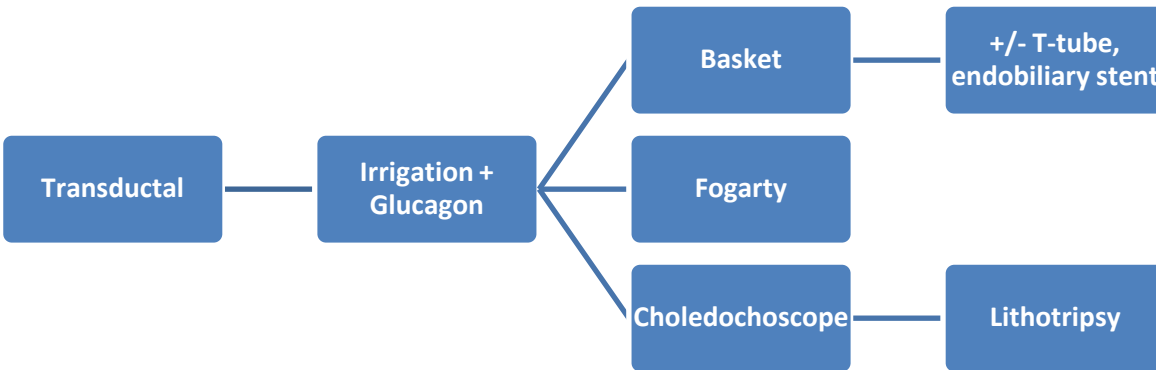 Transductal
Irrigation +
Glucagon
Basket
+/- T-tube,
endobiliary stent
Fogarty
Choledochoscope
Lithotripsy